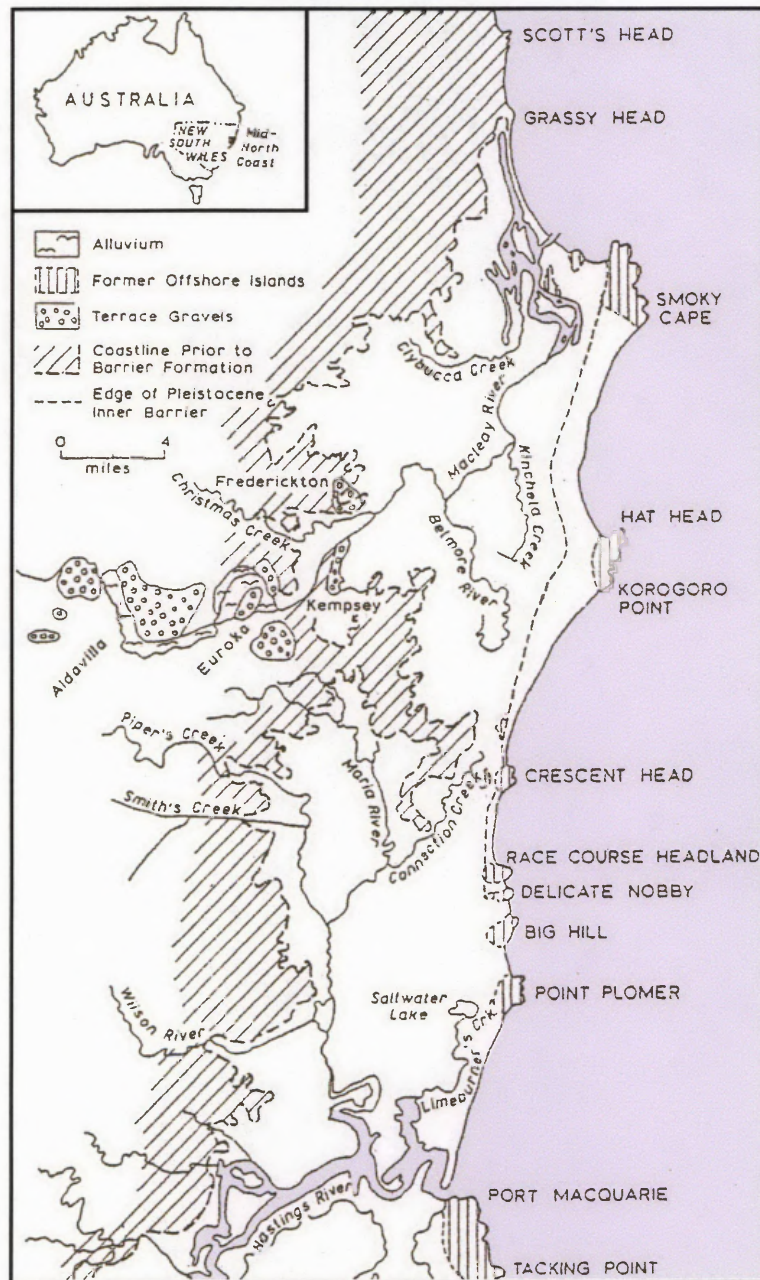 AUSTRALIA
NEW
SOUTH
WALES
Mid-
North
Coast
Alluvium
Former Offshore Islands
Terrace Gravels
Coastline Prior to
Barrier Formation
Edge of Pleistocene
Inner Barrier
0 4
miles
SCOTT'S HEAD
GRASSY HEAD
SMOKY
CAPE
Clybucca Creek
Macleay River
Kinchela Creek
Frederickton
Christmas Creek
Belmore River
HAT HEAD
KOROGORO
POINT
Kempsey
Euroka
Aldavilla
Piper's Creek
Maria River
Smith's Creek
Connection Creek
CRESCENT HEAD
RACE COURSE HEADLAND
DELICATE NOBBY
BIG HILL
POINT PLOMER
Saltwater
Lake
Wilson River
Limeburner's Crk
Hastings River
PORT MACQUARIE
TACKING POINT